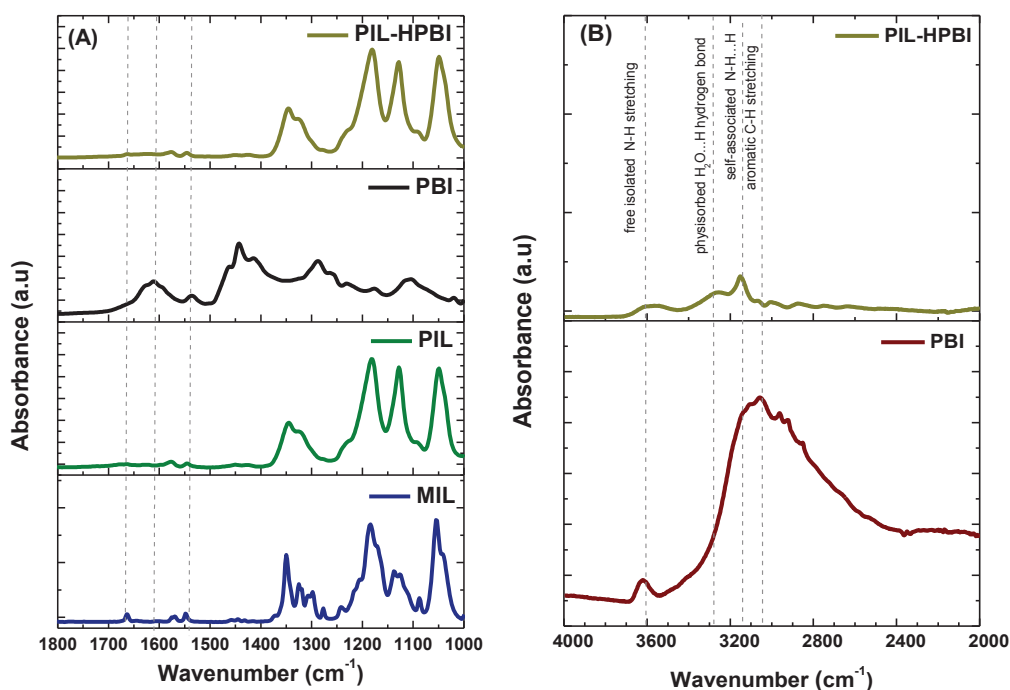 (A)
PIL-HPBI
PBI
PIL
MIL
Absorbance (a.u)
1800 1700 1600 1500 1400 1300 1200 1100 1000
Wavenumber (cm⁻¹)
(B)
PIL-HPBI
free isolated N-H stretching
physisorbed H₂O...H hydrogen bond
self-associated N-H...H
aromatic C-H stretching
PBI
Absorbance (a.u)
4000 3600 3200 2800 2400 2000
Wavenumber (cm⁻¹)